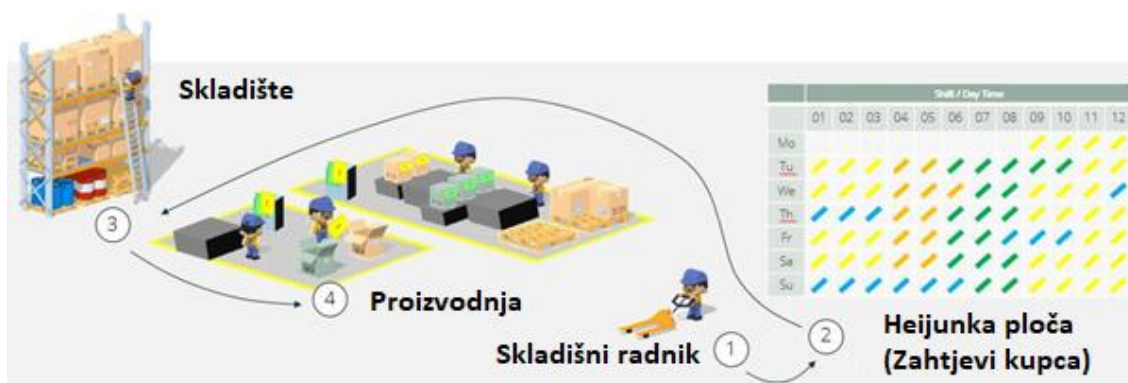 Skladište
Shift / Day Time
01 02 03 04 05 06 07 08 09 10 11 12
Mo
Tu
We
Th
Fr
Sa
Su
3
4
Proizvodnja
Skladišni radnik
1
2
Heijunka ploča
(Zahtjevi kupca)